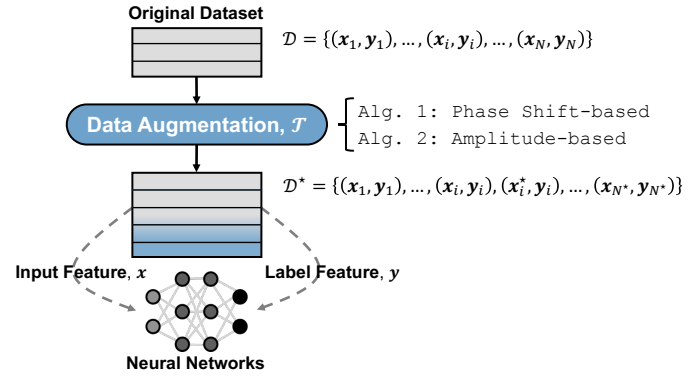 Original Dataset
𝒟 = {(𝒙₁, 𝒚₁), … , (𝒙ᵢ, 𝒚ᵢ), … , (𝒙_N, 𝒚_N)}
Data Augmentation, 𝒯
Alg. 1: Phase Shift-based
Alg. 2: Amplitude-based
𝒟⋆ = {(𝒙₁, 𝒚₁), … , (𝒙ᵢ, 𝒚ᵢ), (𝒙ᵢ⋆, 𝒚ᵢ), … , (𝒙_N⋆, 𝒚_N⋆)}
Input Feature, 𝒙
Label Feature, 𝒚
Neural Networks